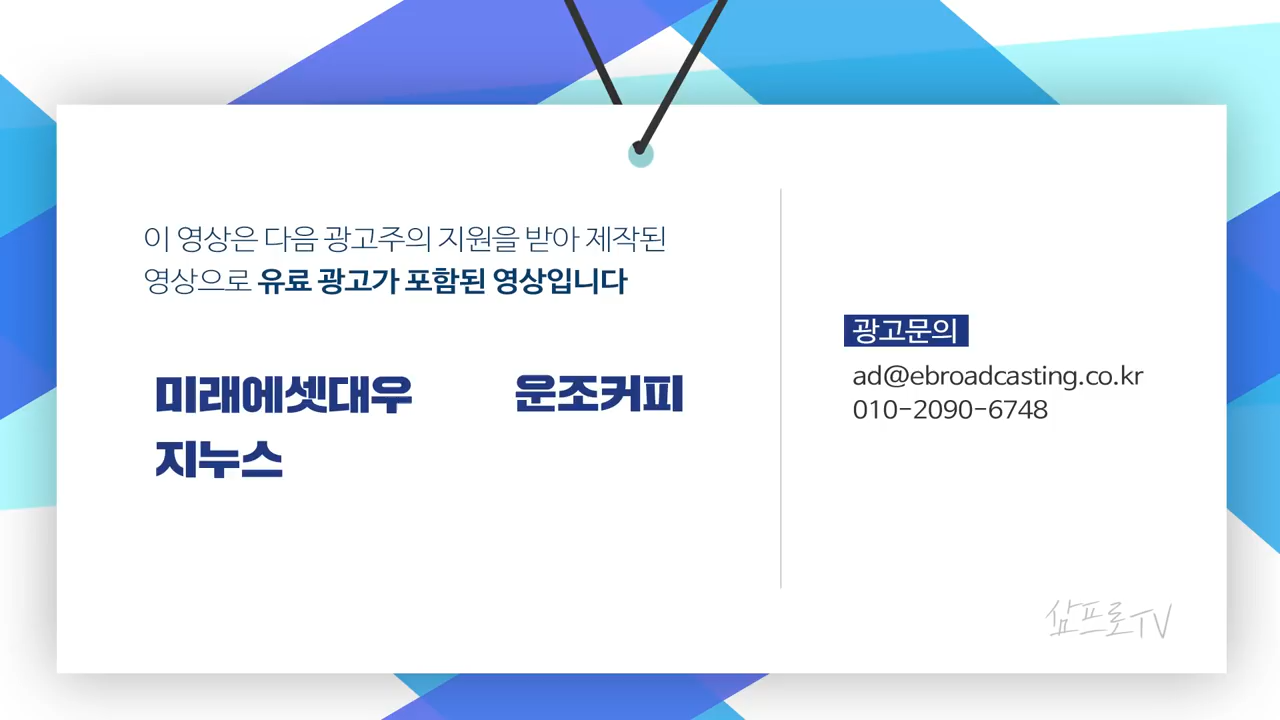 이 영상은 다음 광고주의 지원을 받아 제작된
영상으로 유료 광고가 포함된 영상입니다
미래에셋대우 운조커피
지누스
광고문의
ad@ebroadcasting.co.kr
010-2090-6748
삼프로TV